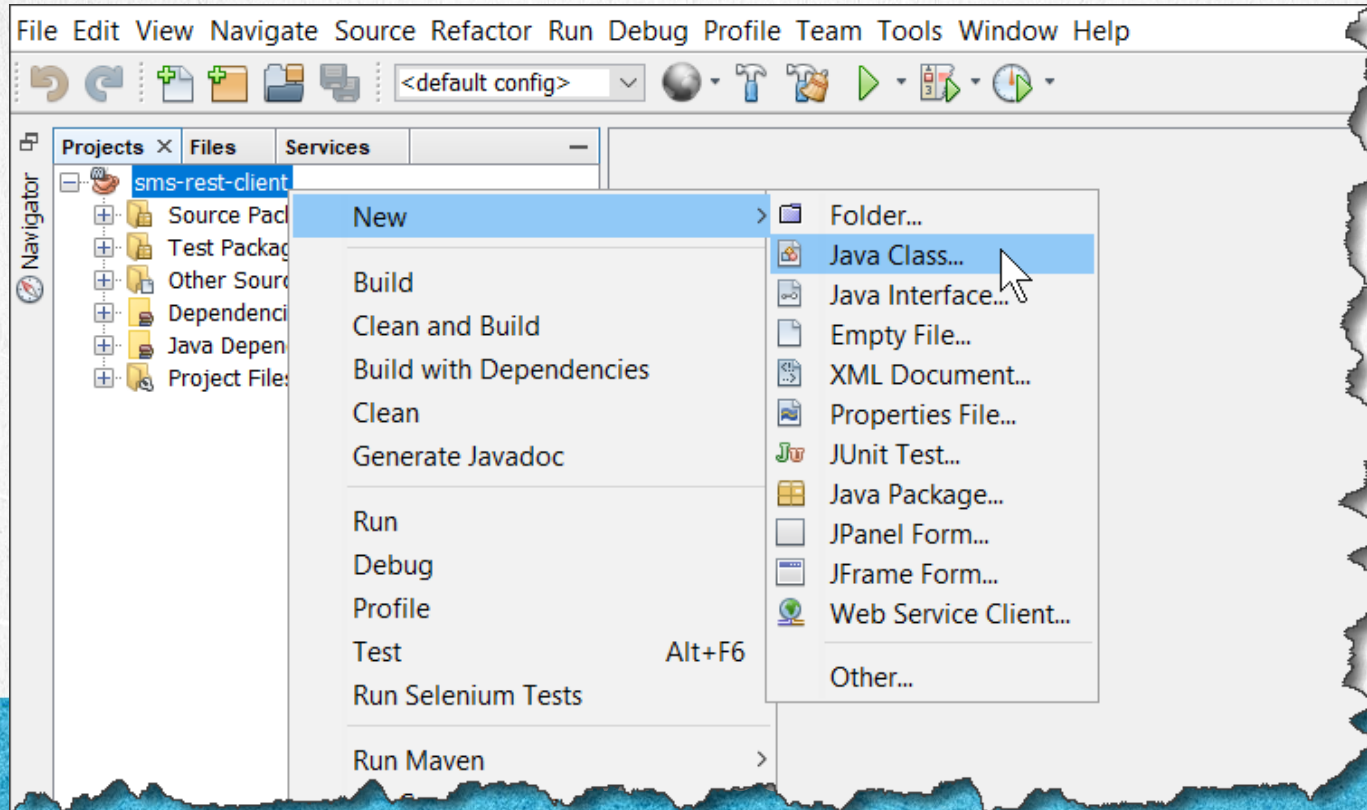 File Edit View Navigate Source Refactor Run Debug Profile Team Tools Window Help
<default config>
Projects Files Services
Navigator
sms-rest-client
Source Pac
Test Packag
Other Sour
Dependenci
Java Depen
Project Files
New
Build
Clean and Build
Build with Dependencies
Clean
Generate Javadoc
Run
Debug
Profile
Test Alt+F6
Run Selenium Tests
Run Maven
Folder...
Java Class...
Java Interface...
Empty File...
XML Document...
Properties File...
JUnit Test...
Java Package...
JPanel Form...
JFrame Form...
Web Service Client...
Other...